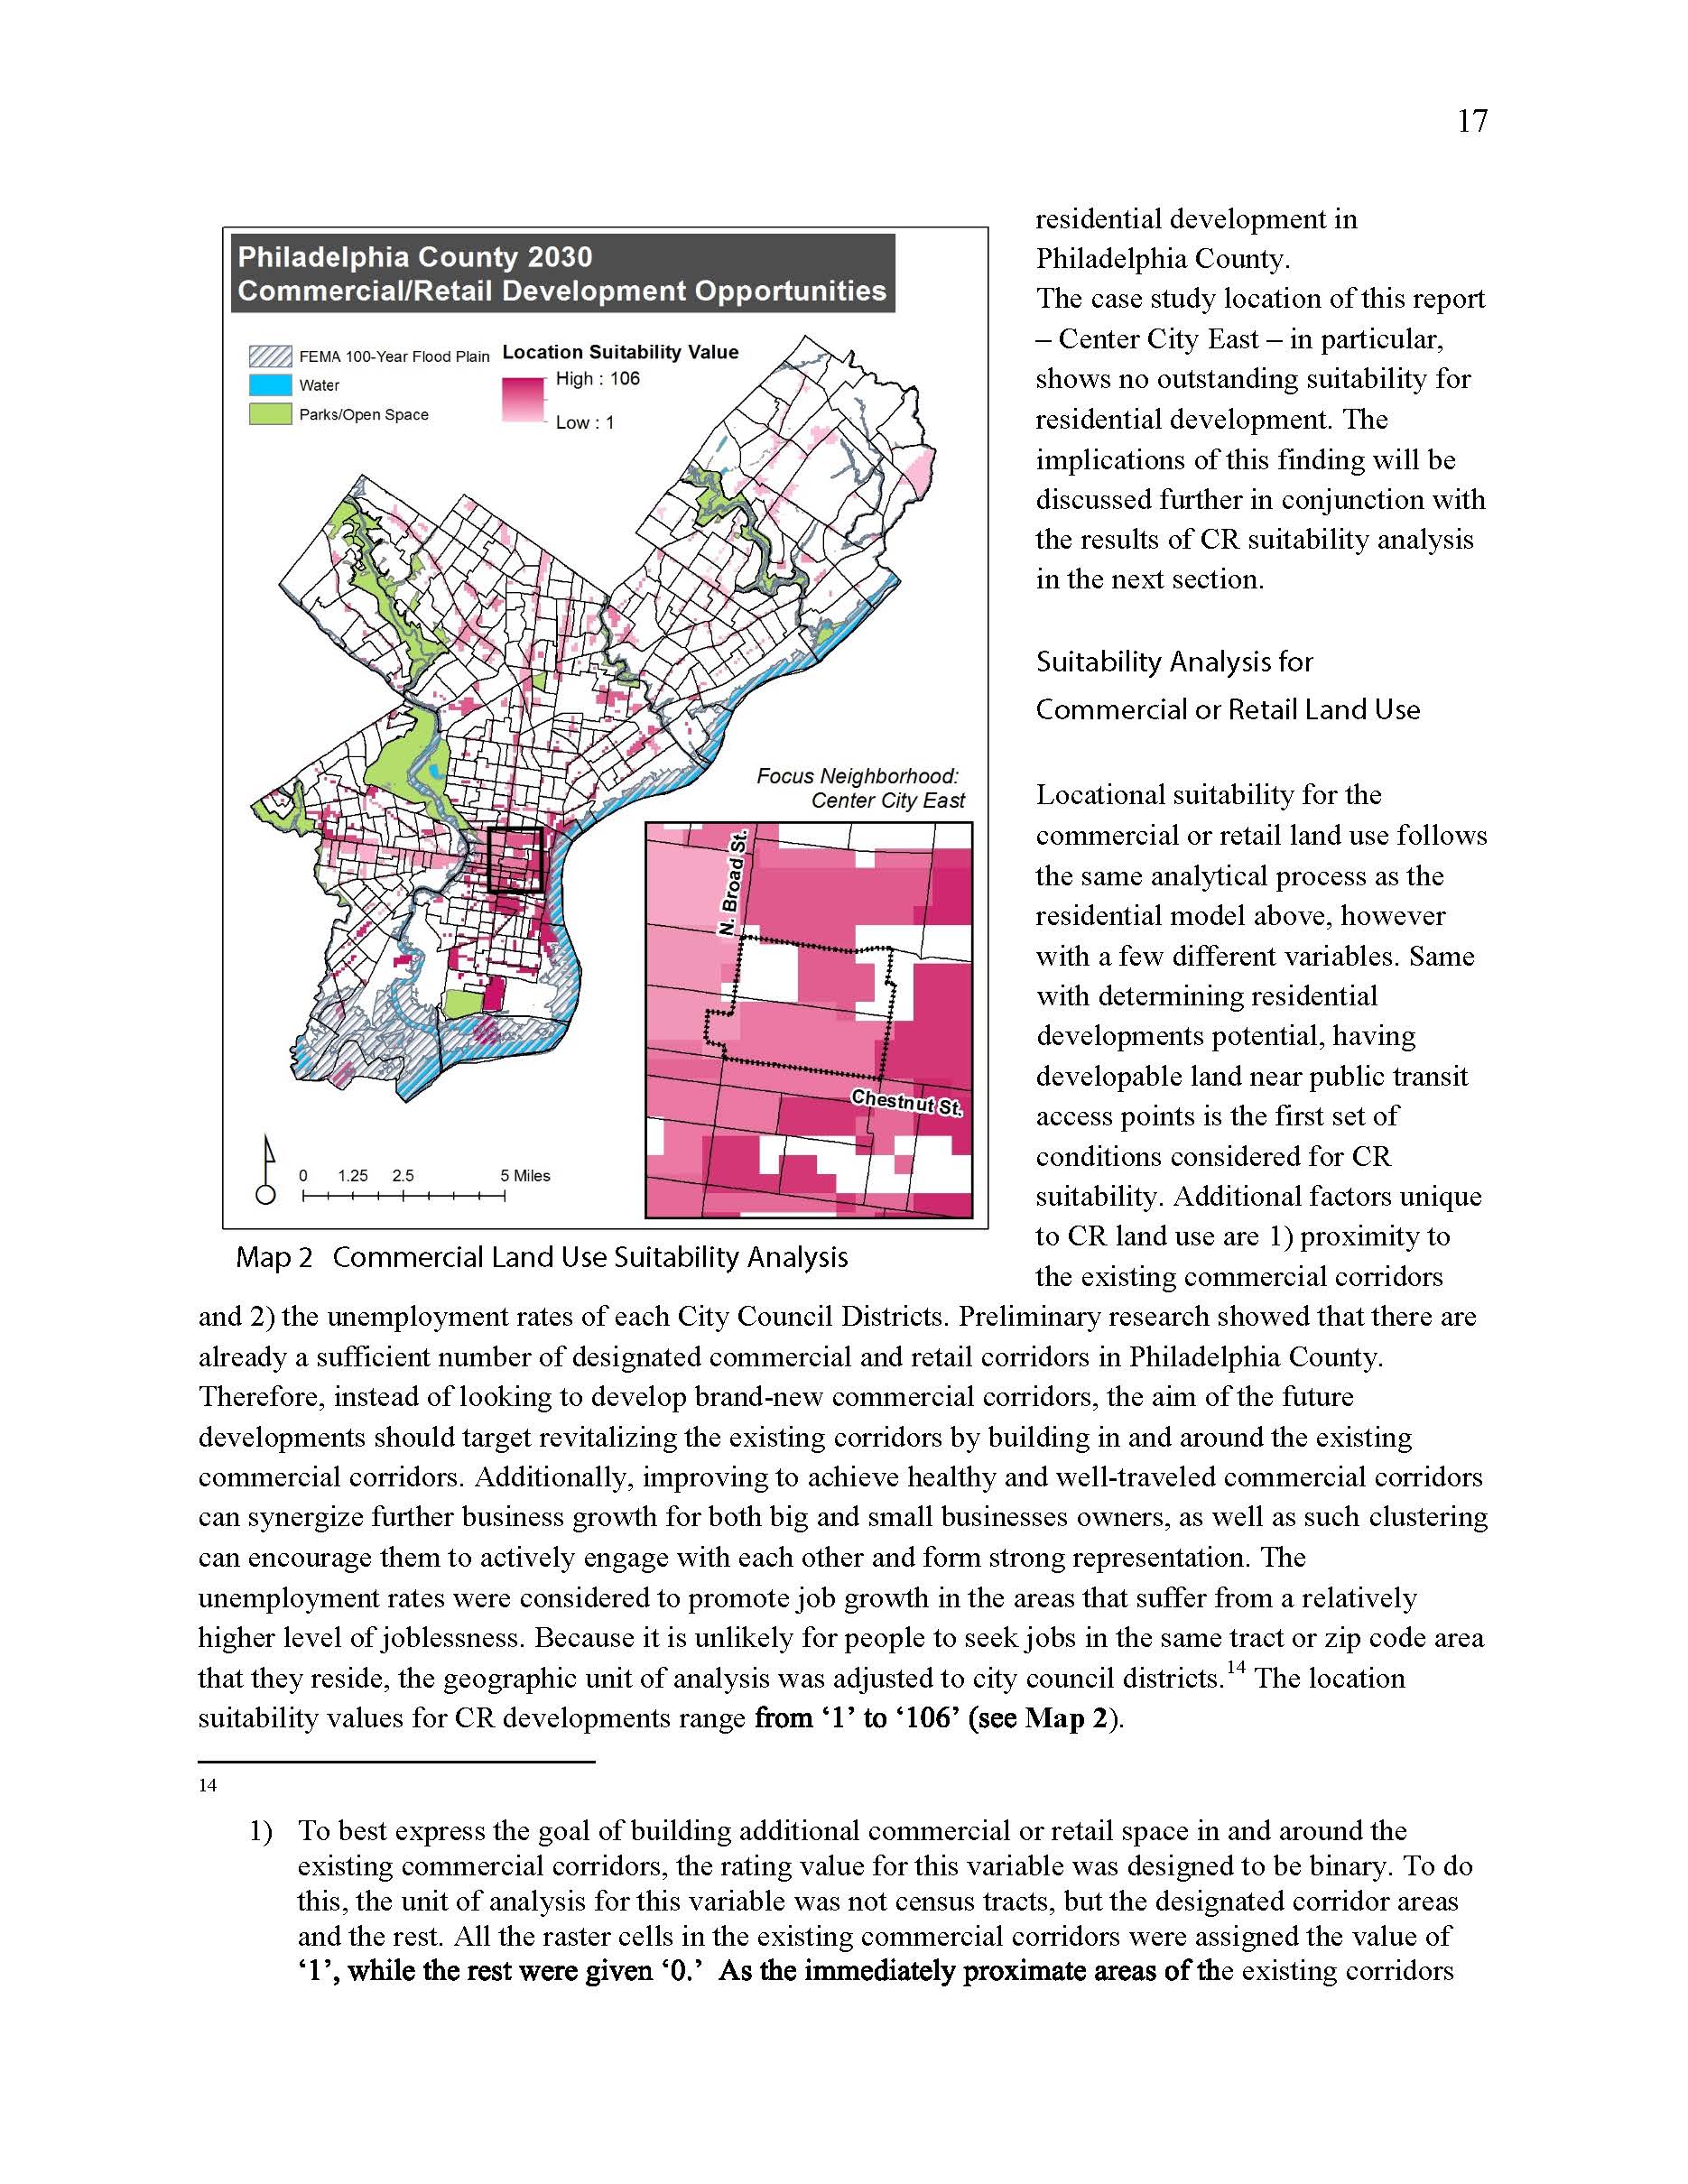 17
Philadelphia County 2030
Commercial/Retail Development Opportunities
FEMA 100-Year Flood Plain
Water
Parks/Open Space
Location Suitability Value
High : 106
Low : 1
Focus Neighborhood:
Center City East
N. Broad St.
Chestnut St.
0 1.25 2.5 5 Miles
Map 2 Commercial Land Use Suitability Analysis
residential development in
Philadelphia County.
The case study location of this report
– Center City East – in particular,
shows no outstanding suitability for
residential development. The
implications of this finding will be
discussed further in conjunction with
the results of CR suitability analysis
in the next section.
Suitability Analysis for
Commercial or Retail Land Use
Locational suitability for the
commercial or retail land use follows
the same analytical process as the
residential model above, however
with a few different variables. Same
with determining residential
developments potential, having
developable land near public transit
access points is the first set of
conditions considered for CR
suitability. Additional factors unique
to CR land use are 1) proximity to
the existing commercial corridors
and 2) the unemployment rates of each City Council Districts. Preliminary research showed that there are
already a sufficient number of designated commercial and retail corridors in Philadelphia County.
Therefore, instead of looking to develop brand-new commercial corridors, the aim of the future
developments should target revitalizing the existing corridors by building in and around the existing
commercial corridors. Additionally, improving to achieve healthy and well-traveled commercial corridors
can synergize further business growth for both big and small businesses owners, as well as such clustering
can encourage them to actively engage with each other and form strong representation. The
unemployment rates were considered to promote job growth in the areas that suffer from a relatively
higher level of joblessness. Because it is unlikely for people to seek jobs in the same tract or zip code area
that they reside, the geographic unit of analysis was adjusted to city council districts.14 The location
suitability values for CR developments range from ‘1’ to ‘106’ (see Map 2).
14
1) To best express the goal of building additional commercial or retail space in and around the
existing commercial corridors, the rating value for this variable was designed to be binary. To do
this, the unit of analysis for this variable was not census tracts, but the designated corridor areas
and the rest. All the raster cells in the existing commercial corridors were assigned the value of
‘1’, while the rest were given ‘0.’ As the immediately proximate areas of the existing corridors